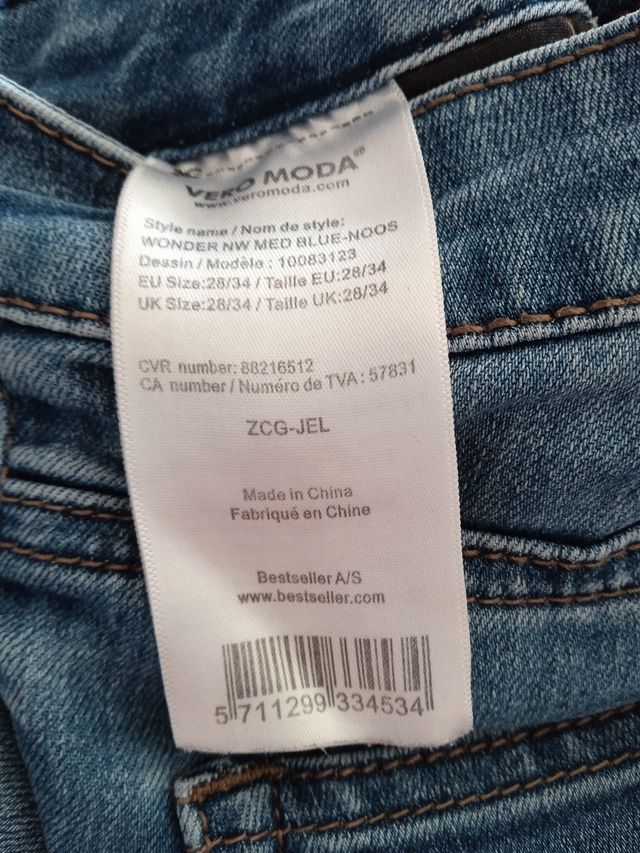 VERO MODA®
www.veromoda.com
Style name / Nom de style:
WONDER NW MED BLUE-NOOS
Dessin / Modèle : 10083123
EU Size:28/34 / Taille EU:28/34
UK Size:28/34 / Taille UK:28/34
CVR number: 88216512
CA number / Numéro de TVA : 57831
ZCG-JEL
Made in China
Fabriqué en Chine
Bestseller A/S
www.bestseller.com
5 711299 334534